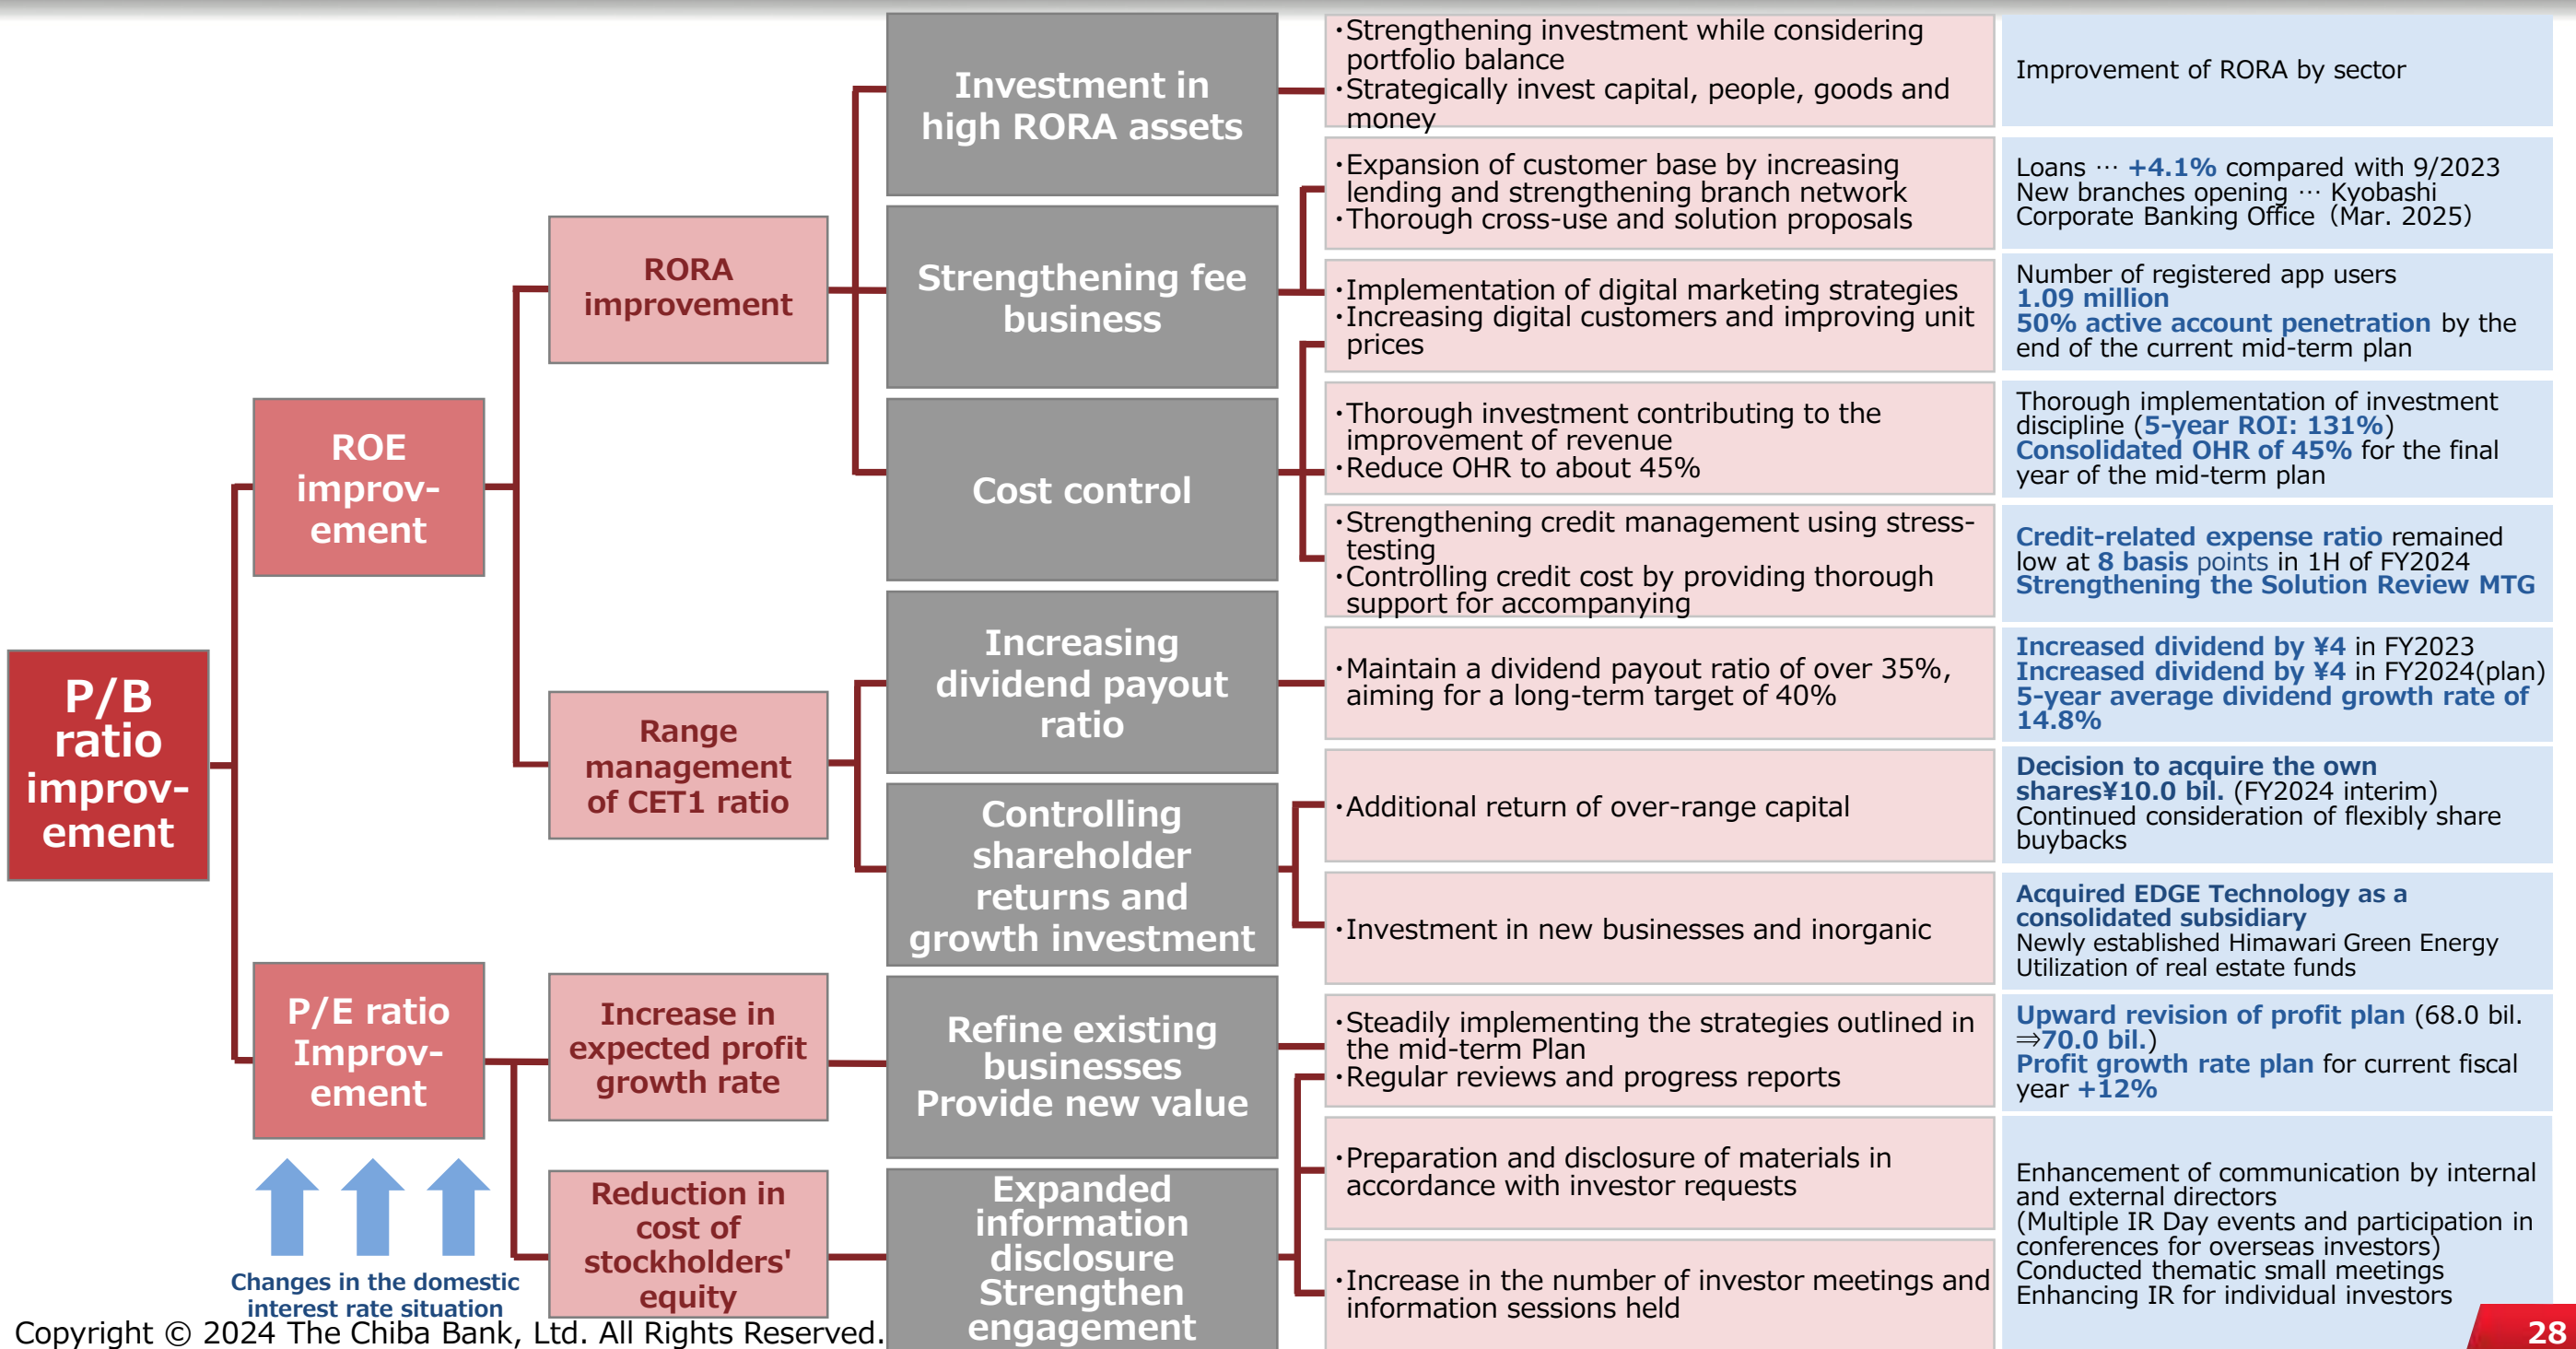 P/B
ratio
improv-
ement
ROE
improv-
ement
P/E ratio
Improv-
ement
Changes in the domestic
interest rate situation
RORA
improvement
Range
management
of CET1 ratio
Increase in
expected profit
growth rate
Reduction in
cost of
stockholders'
equity
Investment in
high RORA assets
Strengthening fee
business
Cost control
Increasing
dividend payout
ratio
Controlling
shareholder
returns and
growth investment
Refine existing
businesses
Provide new value
Expanded
information
disclosure
Strengthen
engagement
・Strengthening investment while considering
portfolio balance
・Strategically invest capital, people, goods and
money
・Expansion of customer base by increasing
lending and strengthening branch network
・Thorough cross-use and solution proposals
・Implementation of digital marketing strategies
・Increasing digital customers and improving unit
prices
・Thorough investment contributing to the
improvement of revenue
・Reduce OHR to about 45%
・Strengthening credit management using stress-
testing
・Controlling credit cost by providing thorough
support for accompanying
・Maintain a dividend payout ratio of over 35%,
aiming for a long-term target of 40%
・Additional return of over-range capital
・Investment in new businesses and inorganic
・Steadily implementing the strategies outlined in
the mid-term Plan
・Regular reviews and progress reports
・Preparation and disclosure of materials in
accordance with investor requests
・Increase in the number of investor meetings and
information sessions held
Improvement of RORA by sector
Loans … +4.1% compared with 9/2023
New branches opening … Kyobashi
Corporate Banking Office（Mar. 2025）
Number of registered app users
1.09 million
50% active account penetration by the
end of the current mid-term plan
Thorough implementation of investment
discipline (5-year ROI: 131%)
Consolidated OHR of 45% for the final
year of the mid-term plan
Credit-related expense ratio remained
low at 8 basis points in 1H of FY2024
Strengthening the Solution Review MTG
Increased dividend by ¥4 in FY2023
Increased dividend by ¥4 in FY2024(plan)
5-year average dividend growth rate of
14.8%
Decision to acquire the own
shares¥10.0 bil. (FY2024 interim)
Continued consideration of flexibly share
buybacks
Acquired EDGE Technology as a
consolidated subsidiary
Newly established Himawari Green Energy
Utilization of real estate funds
Upward revision of profit plan (68.0 bil.
⇒70.0 bil.)
Profit growth rate plan for current fiscal
year +12%
Enhancement of communication by internal
and external directors
(Multiple IR Day events and participation in
conferences for overseas investors)
Conducted thematic small meetings
Enhancing IR for individual investors
Copyright © 2024 The Chiba Bank, Ltd. All Rights Reserved.
28